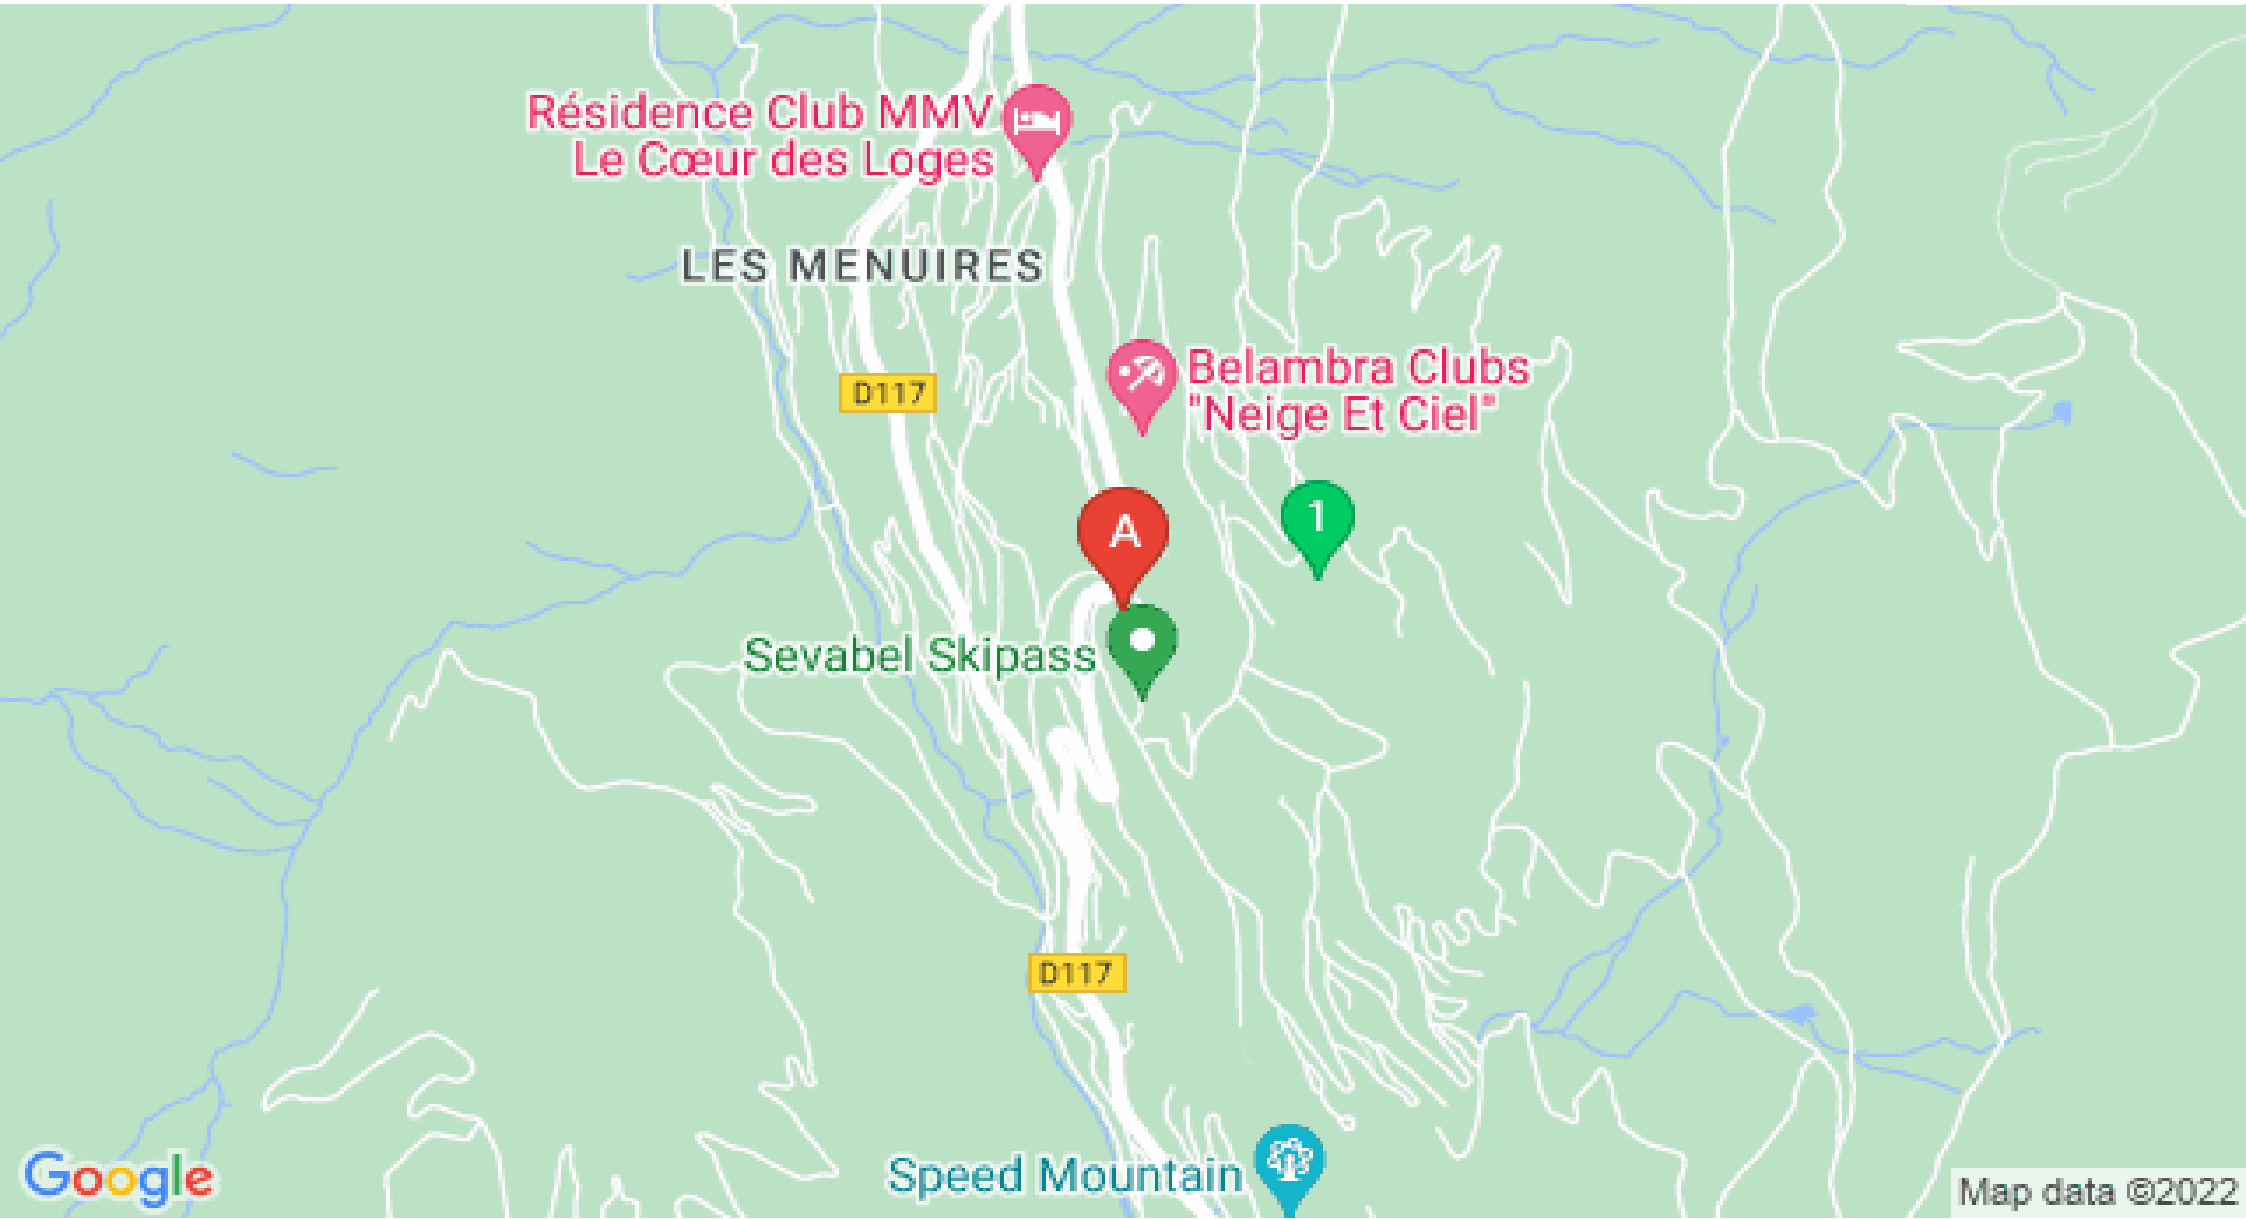 Résidence Club MMV
Le Cœur des Loges
LES MENUIRES
Belambra Clubs
"Neige Et Ciel"
D117
1
A
Sevabel Skipass
D117
Speed Mountain
Google
Map data ©2022